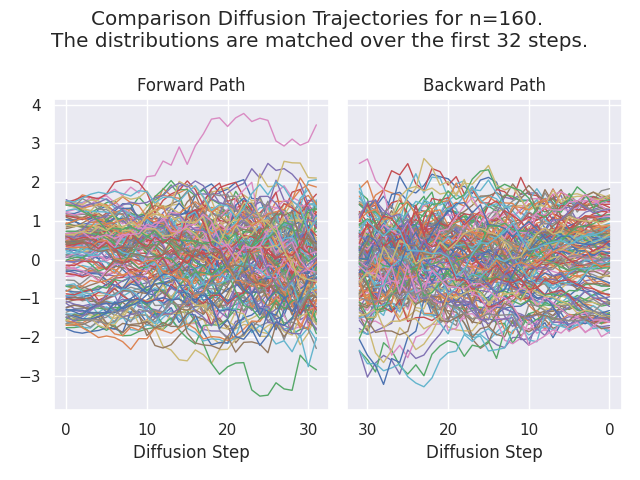 Comparison Diffusion Trajectories for n=160.
The distributions are matched over the first 32 steps.
Forward Path
Backward Path
4
3
2
1
0
−1
−2
−3
0 10 20 30
30 20 10 0
Diffusion Step
Diffusion Step